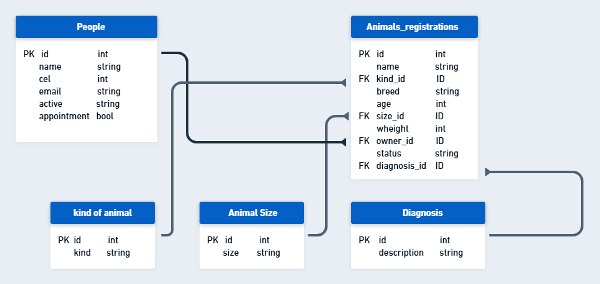 People
PK id int
name string
cel int
email string
active string
appointment bool
Animals_registrations
PK id int
name string
FK kind_id ID
breed string
age int
FK size_id ID
wheight int
FK owner_id ID
status string
FK diagnosis_id ID
kind of animal
PK id int
kind string
Animal Size
PK id int
size string
Diagnosis
PK id int
description string